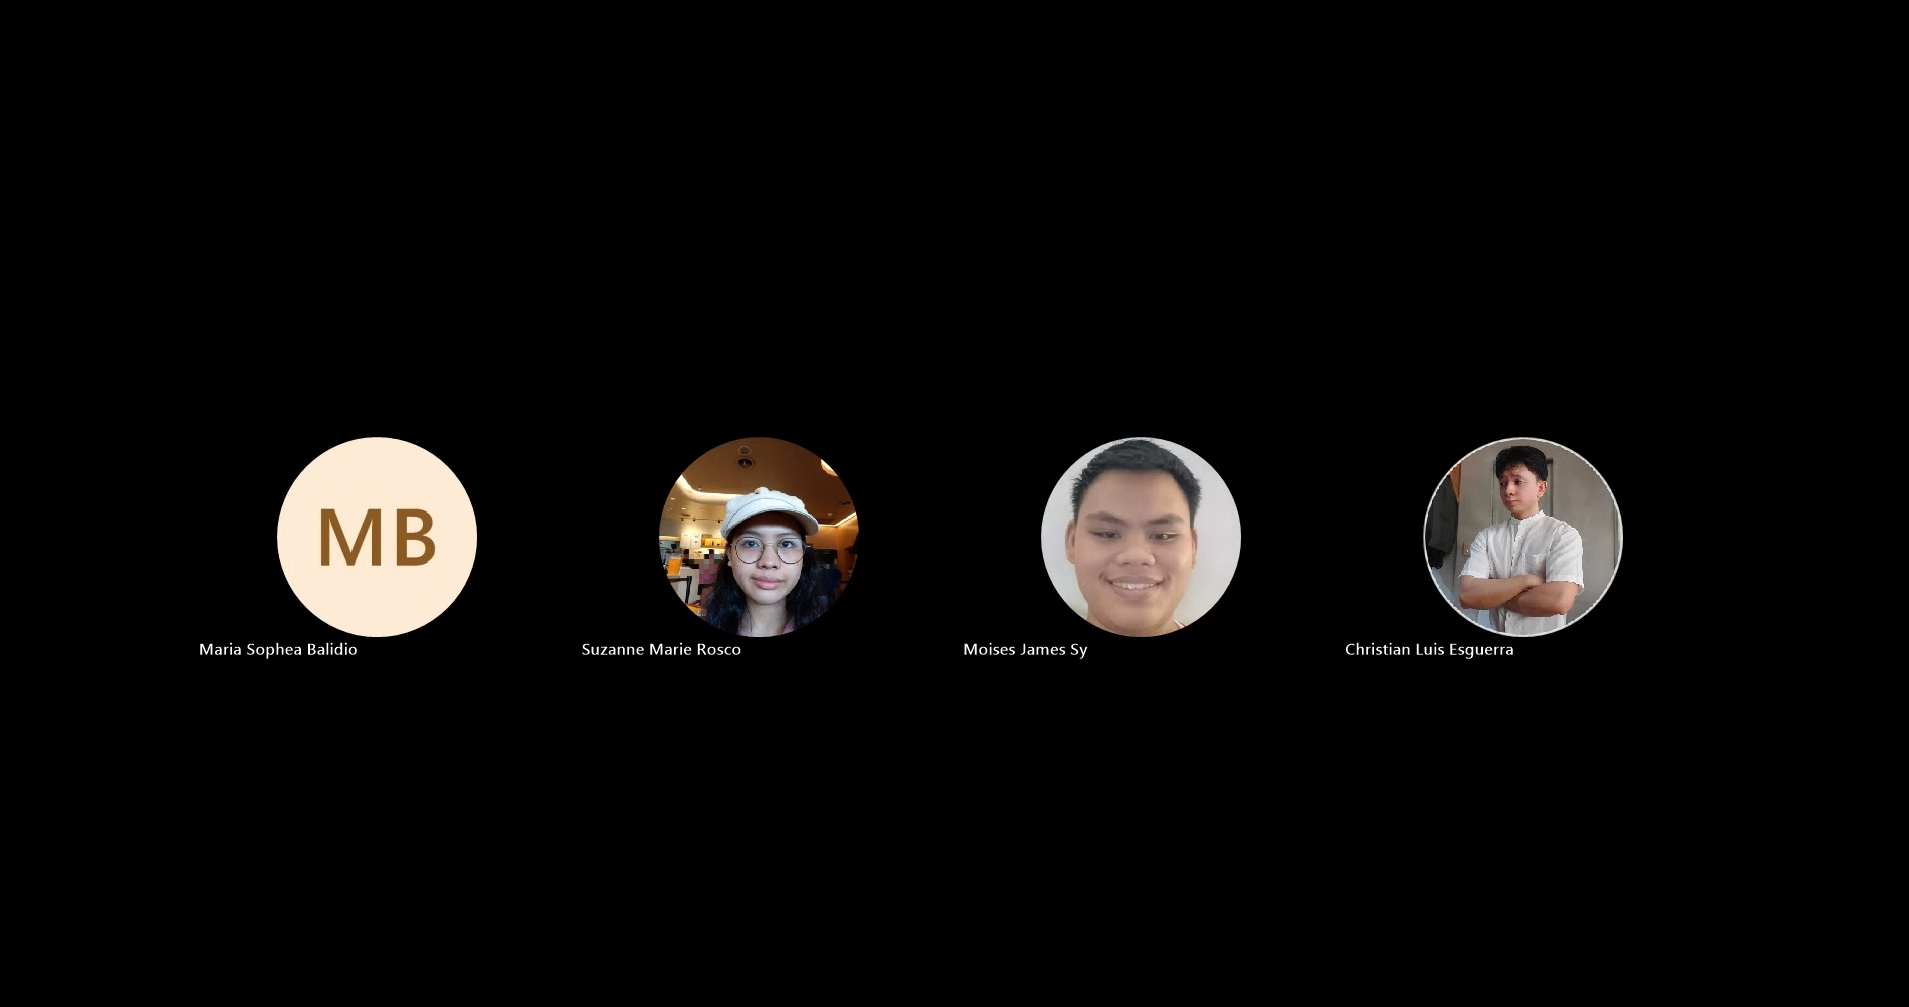 MB
Maria Sophea Balidio
Suzanne Marie Rosco
Moises James Sy
Christian Luis Esguerra